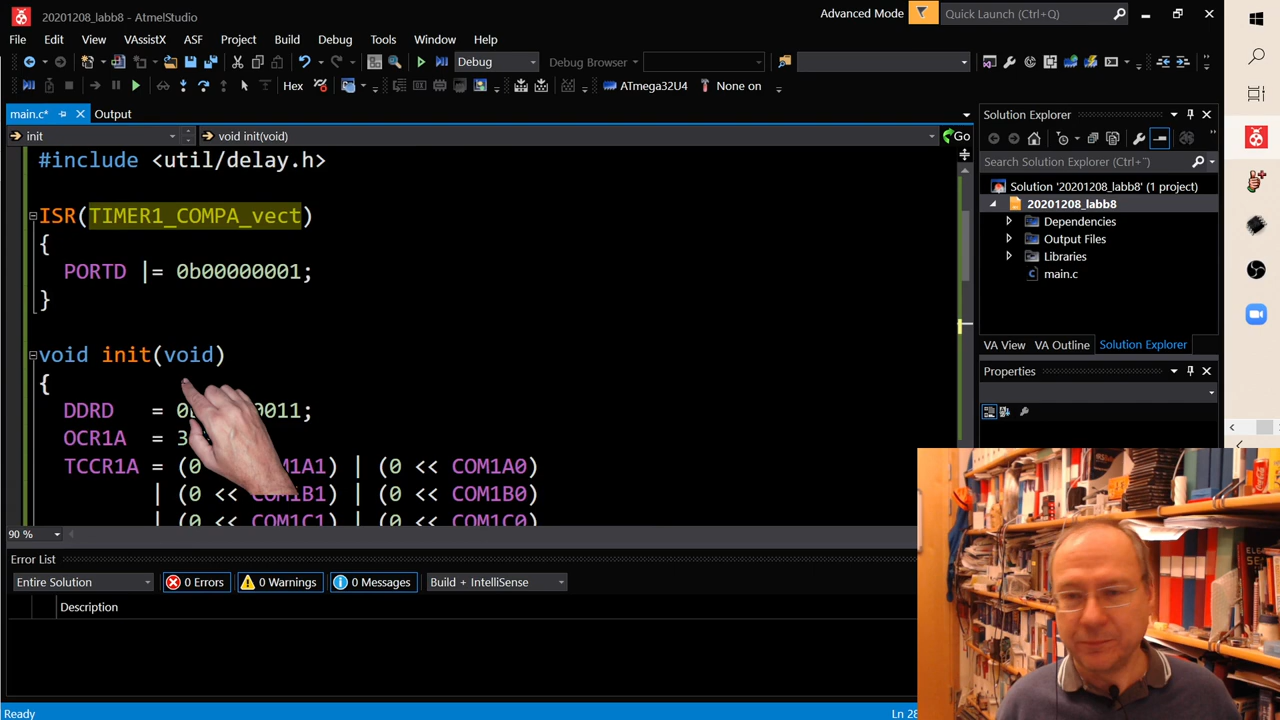 20201208_labb8 - AtmelStudio
Advanced Mode
Quick Launch (Ctrl+Q)
File Edit View VAssistX ASF Project Build Debug Tools Window Help
Debug
Debug Browser
Hex
ATmega32U4
None on
main.c*
Output
init
void init(void)
Go
#include <util/delay.h>
ISR(TIMER1_COMPA_vect)
{
PORTD |= 0b00000001;
}
void init(void)
{
DDRD =
OCR1A =
TCCR1A = (0 << COM1A1) | (0 << COM1A0)
| (0 << COM1B1) | (0 << COM1B0)
| (0 << COM1C1) | (0 << COM1C0)
90 %
Error List
Entire Solution
0 Errors
0 Warnings
0 Messages
Build + IntelliSense
Description
Ready
Ln 28
Solution Explorer
Search Solution Explorer (Ctrl+¨)
Solution '20201208_labb8' (1 project)
20201208_labb8
Dependencies
Output Files
Libraries
main.c
VA View
VA Outline
Solution Explorer
Properties